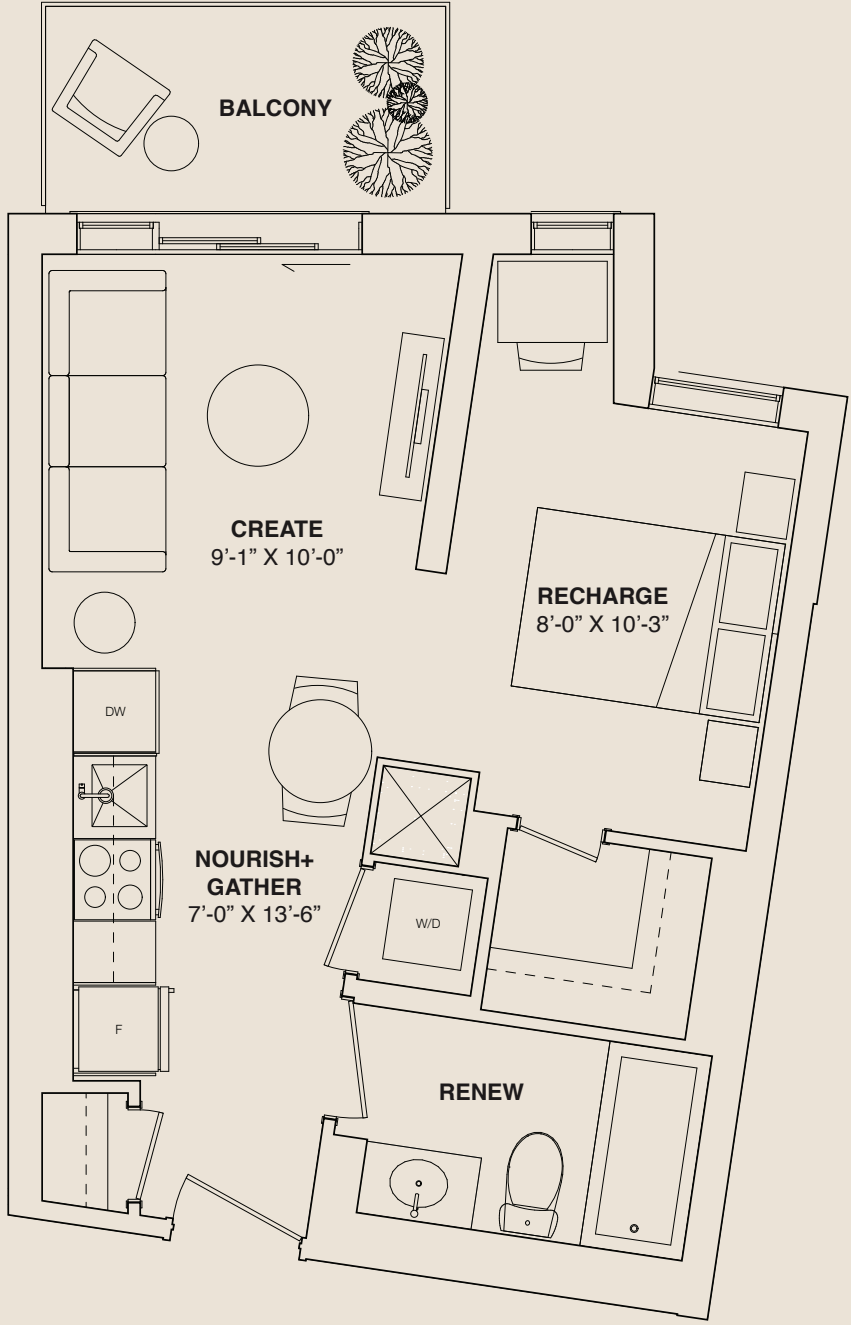 BALCONY
CREATE
9’-1” X 10’-0”
RECHARGE
8’-0” X 10’-3”
DW
NOURISH+
GATHER
7’-0” X 13’-6”
W/D
F
RENEW